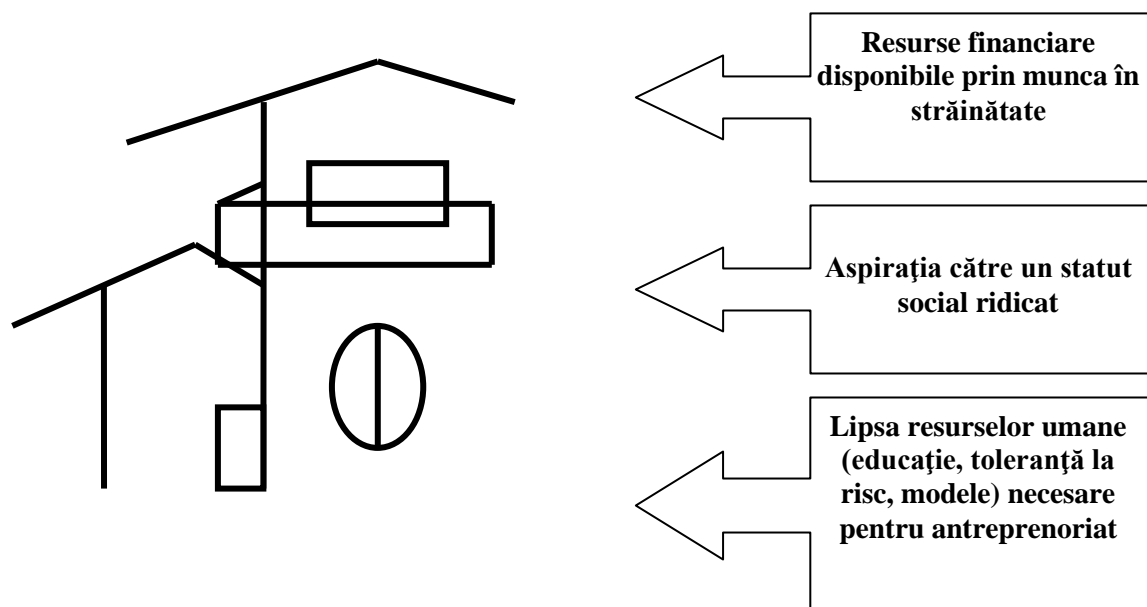 Resurse financiare
disponibile prin munca în
străinătate
Aspiraţia către un statut
social ridicat
Lipsa resurselor umane
(educaţie, toleranţă la
risc, modele) necesare
pentru antreprenoriat